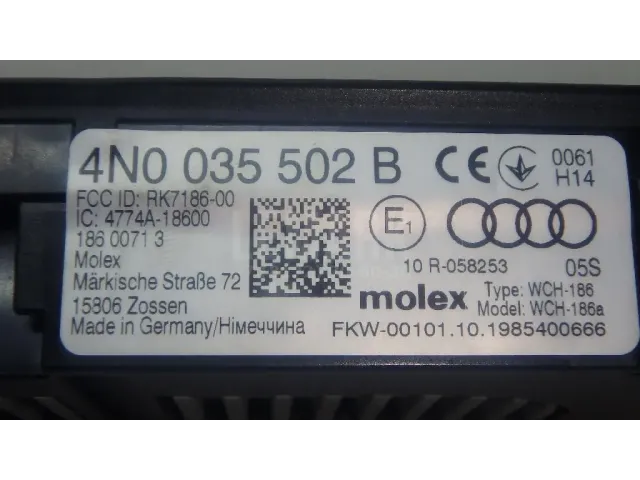 4N0 035 502 B
0061
H14
FCC ID: RK7186-00
IC: 4774A-18600
186 0071 3
Molex
Märkische Straße 72
15806 Zossen
Made in Germany/Німеччина
E1
10 R-058253
05S
molex
Type: WCH-186
Model: WCH-186a
FKW-00101.10.1985400666